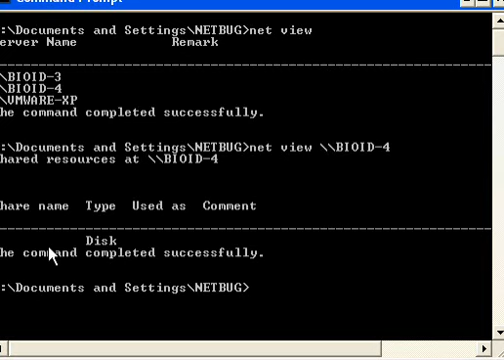 Command Prompt
:\Documents and Settings\NETBUG>net view
erver Name Remark
\BIOID-3
\BIOID-4
\VMWARE-XP
he command completed successfully.
:\Documents and Settings\NETBUG>net view \\BIOID-4
hared resources at \\BIOID-4
hare name Type Used as Comment
Disk
he command completed successfully.
:\Documents and Settings\NETBUG>